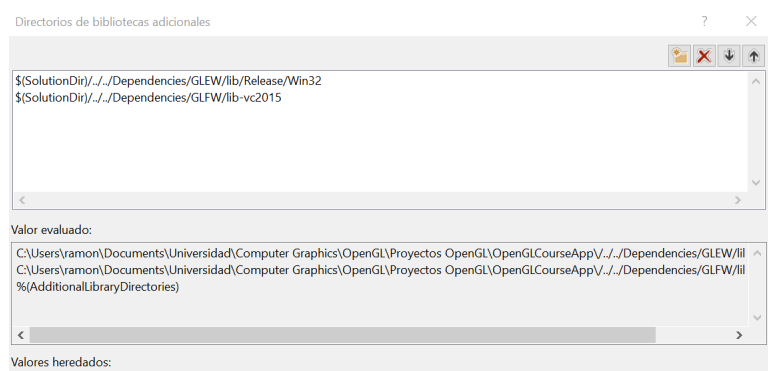 Directorios de bibliotecas adicionales
?
$(SolutionDir)/../../Dependencies/GLEW/lib/Release/Win32
$(SolutionDir)/../../Dependencies/GLFW/lib-vc2015
Valor evaluado:
C:\Users\ramon\Documents\Universidad\Computer Graphics\OpenGL\Proyectos OpenGL\OpenGLCourseApp\/../../Dependencies/GLEW/lil
C:\Users\ramon\Documents\Universidad\Computer Graphics\OpenGL\Proyectos OpenGL\OpenGLCourseApp\/../../Dependencies/GLFW/lil
%(AdditionalLibraryDirectories)
Valores heredados: